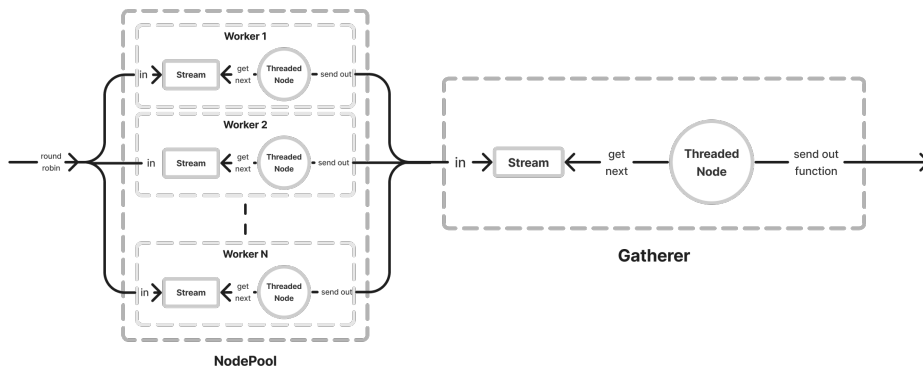 Worker 1
in
Stream
get
next
Threaded
Node
send out
round
robin
Worker 2
in
Stream
get
next
Threaded
Node
send out
Worker N
in
Stream
get
next
Threaded
Node
send out
NodePool
in
Stream
get
next
Threaded
Node
send out
function
Gatherer